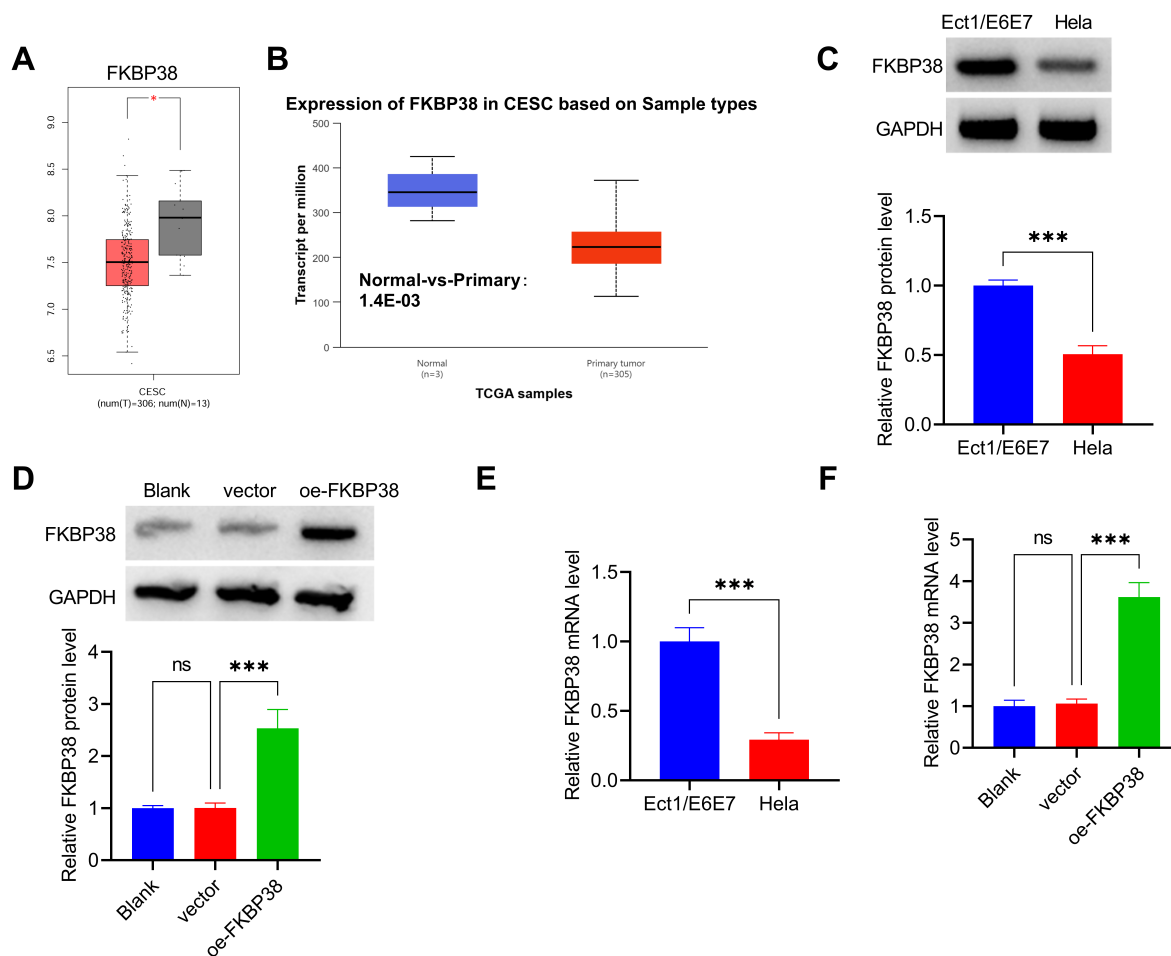 A
FKBP38
*
9.0
8.5
8.0
7.5
7.0
6.5
CESC
(num(T)=306; num(N)=13)
B
Expression of FKBP38 in CESC based on Sample types
Transcript per million
500
400
300
200
100
0
Normal-vs-Primary:
1.4E-03
Normal
(n=3)
Primary tumor
(n=305)
TCGA samples
C
Ect1/E6E7 Hela
FKBP38
GAPDH
Relative FKBP38 protein level
1.5
1.0
0.5
0.0
***
Ect1/E6E7 Hela
D
Blank vector oe-FKBP38
FKBP38
GAPDH
Relative FKBP38 protein level
4
3
2
1
0
ns ***
Blank
vector
oe-FKBP38
E
Relative FKBP38 mRNA level
1.5
1.0
0.5
0.0
***
Ect1/E6E7 Hela
F
Relative FKBP38 mRNA level
5
4
3
2
1
0
ns ***
Blank
vector
oe-FKBP38